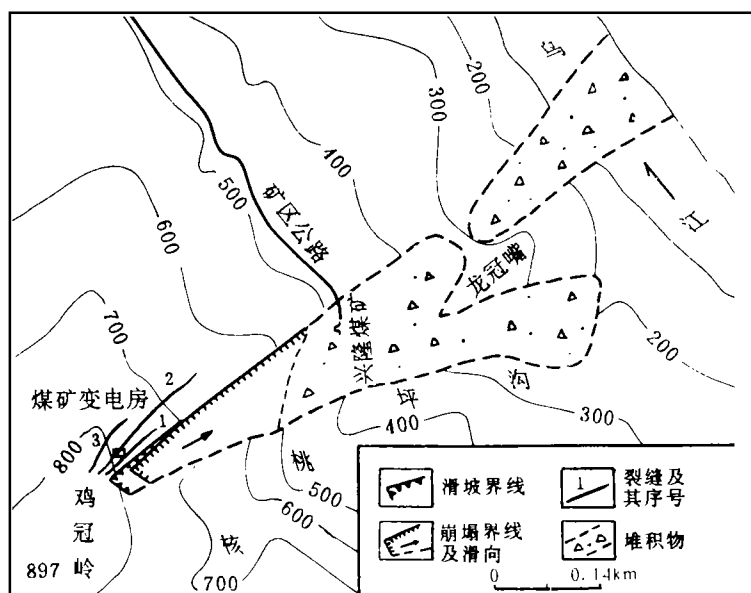 乌
江
200
200
300
300
400
400
500
500
600
600
700
700
800
矿区公路
龙冠嘴
兴隆煤矿
核桃坪沟
煤矿变电房
1
2
3
鸡冠岭
897
滑坡界线
1 裂缝及
其序号
崩塌界线
及滑向
堆积物
0 0.14km